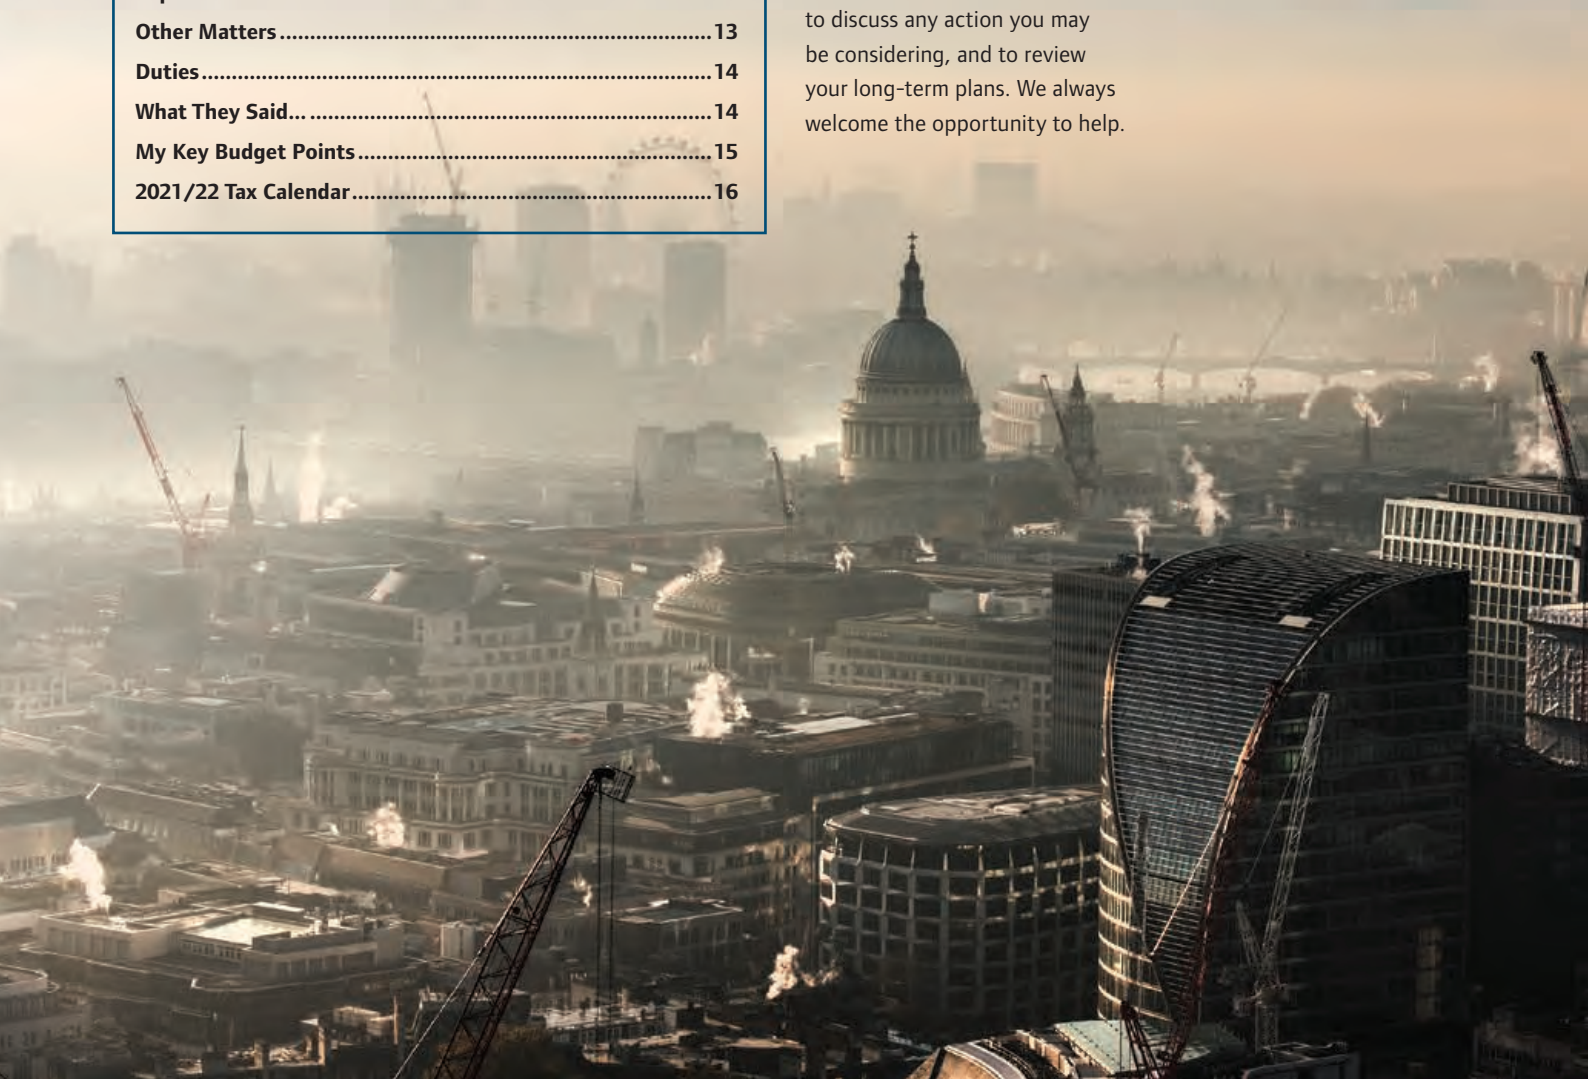 Other Matters 13
Duties 14
What They Said... 14
My Key Budget Points 15
2021/22 Tax Calendar 16
to discuss any action you may
be considering, and to review
your long-term plans. We always
welcome the opportunity to help.